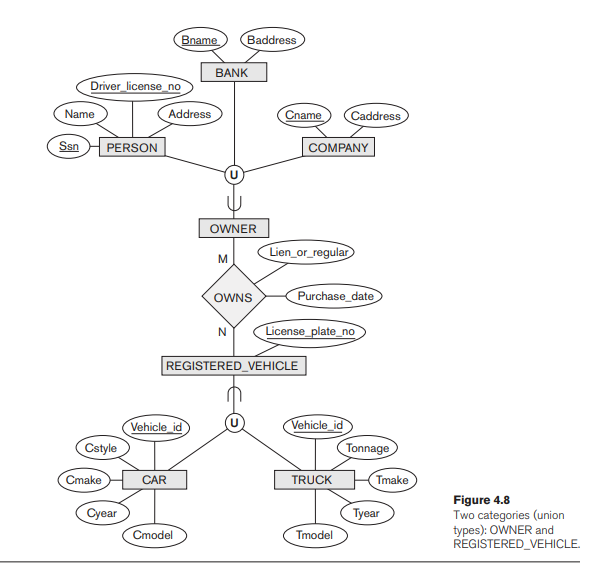 Bname
Baddress
BANK
Driver_license_no
Name
Address
Cname
Caddress
Ssn
PERSON
COMPANY
U
OWNER
M
Lien_or_regular
OWNS
Purchase_date
N
License_plate_no
REGISTERED_VEHICLE
U
Vehicle_id
Vehicle_id
Cstyle
Tonnage
Cmake
CAR
TRUCK
Tmake
Cyear
Tyear
Cmodel
Tmodel
Figure 4.8
Two categories (union
types): OWNER and
REGISTERED_VEHICLE.